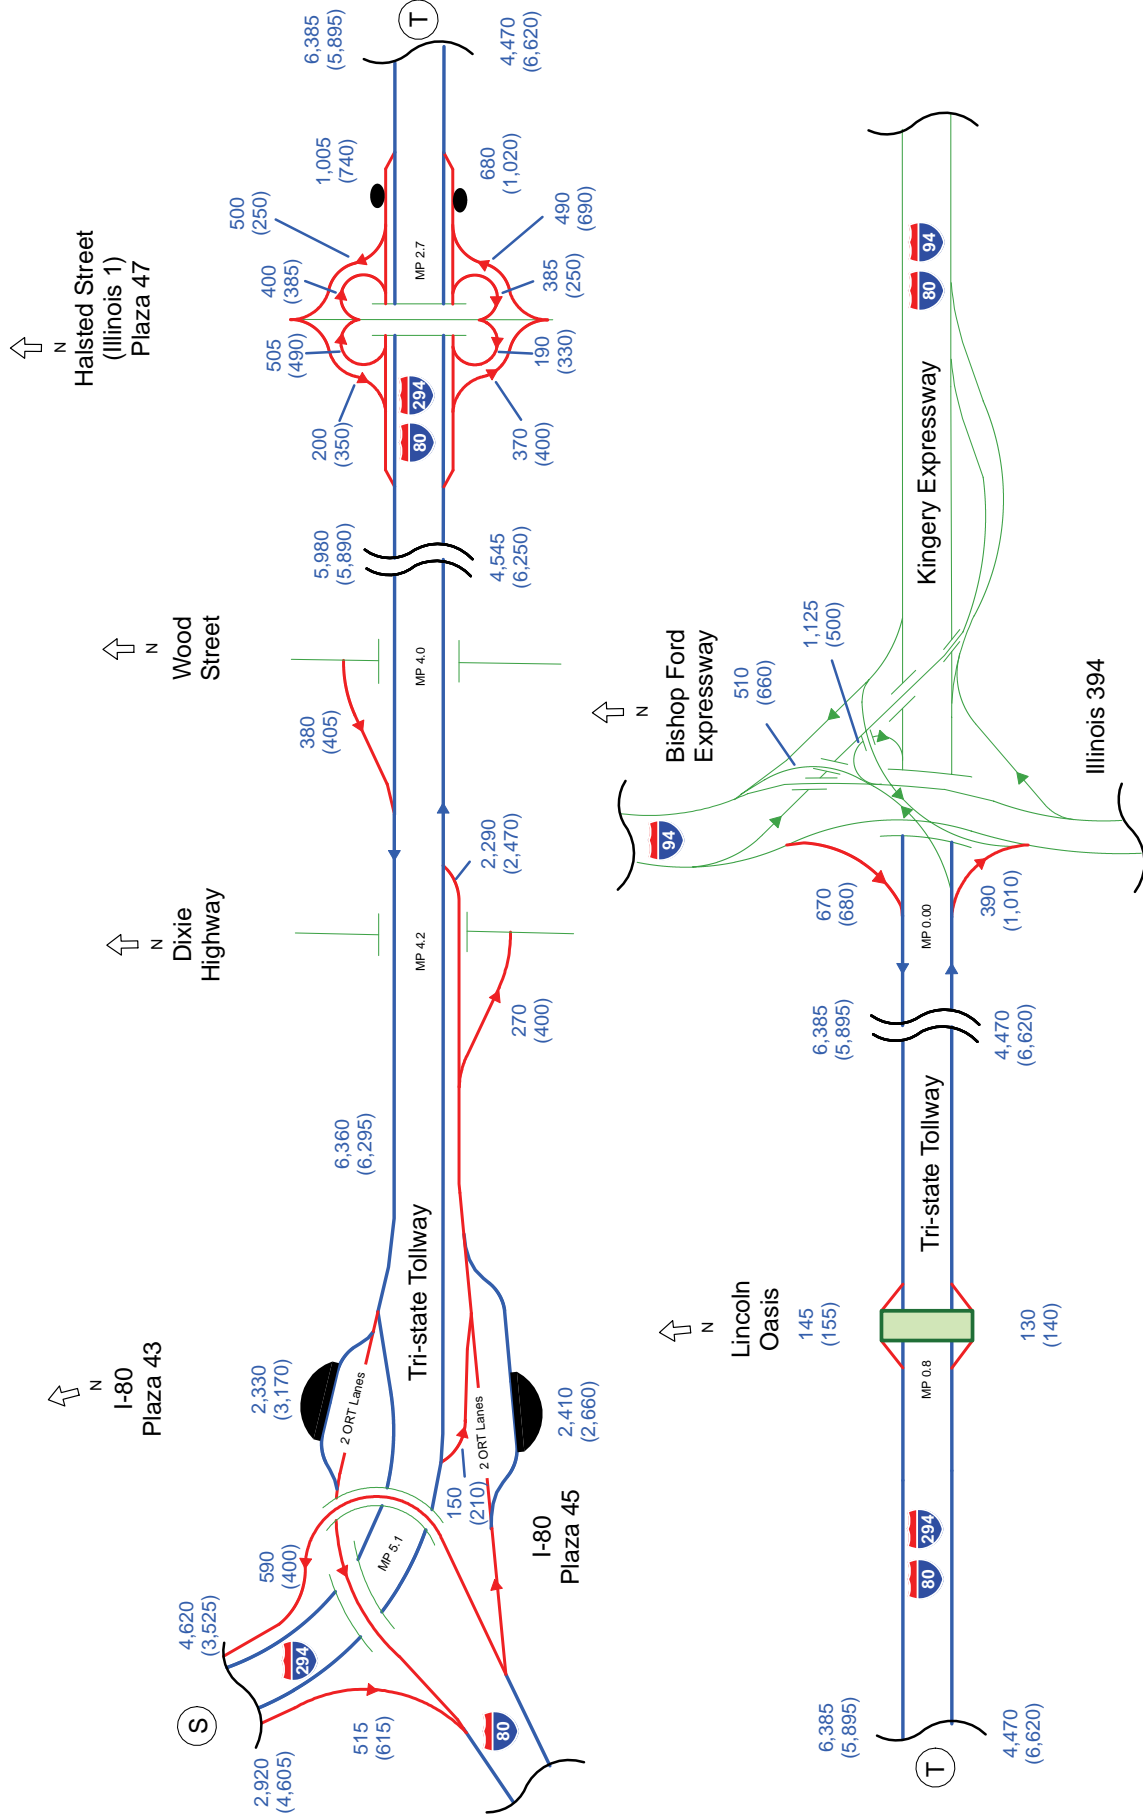 N
Halsted Street
(Illinois 1)
Plaza 47
N
Wood
Street
N
Dixie
Highway
N
I-80
Plaza 43
S
4,620
(3,525)
2,920
(4,605)
294
590
(400)
515
(615)
80
MP 5.1
2,330
(3,170)
2 ORT Lanes
Tri-state Tollway
150
(210)
2 ORT Lanes
2,410
(2,660)
I-80
Plaza 45
6,360
(6,295)
270
(400)
MP 4.2
2,290
(2,470)
380
(405)
MP 4.0
5,980
(5,890)
4,545
(6,250)
80
294
200
(350)
505
(490)
400
(385)
500
(250)
1,005
(740)
370
(400)
190
(330)
385
(250)
490
(690)
680
(1,020)
MP 2.7
6,385
(5,895)
4,470
(6,620)
T
T
6,385
(5,895)
4,470
(6,620)
80
294
N
Lincoln
Oasis
145
(155)
130
(140)
MP 0.8
Tri-state Tollway
6,385
(5,895)
4,470
(6,620)
MP 0.00
670
(680)
390
(1,010)
N
Bishop Ford
Expressway
94
510
(660)
1,125
(500)
Illinois 394
Kingery Expressway
80
94